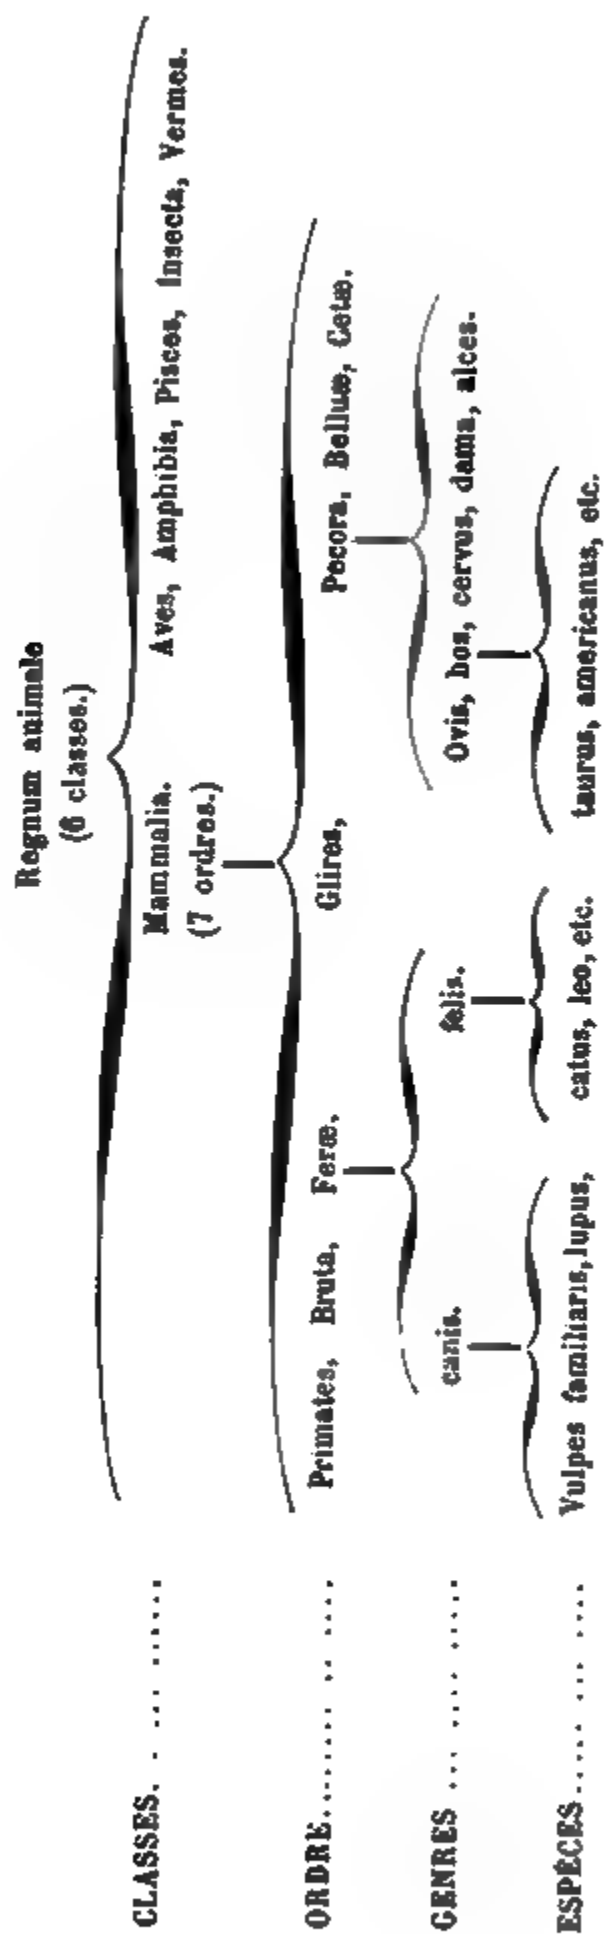 Regnum animale
(6 classes.)
CLASSES. . ... ...... Mammalia. Aves, Amphibia, Pisces, Insecta, Vermes.
(7 ordres.)
ORDRE........ .. .... Primates, Bruta, Feræ. Glires, Pecora, Belluæ, Cetæ.
GENRES ... .... ..... canis. felis. Ovis, bos, cervus, dama, alces.
ESPÈCES..... ... .... Vulpes familiaris, lupus, catus, leo, etc. taurus, americanus, etc.